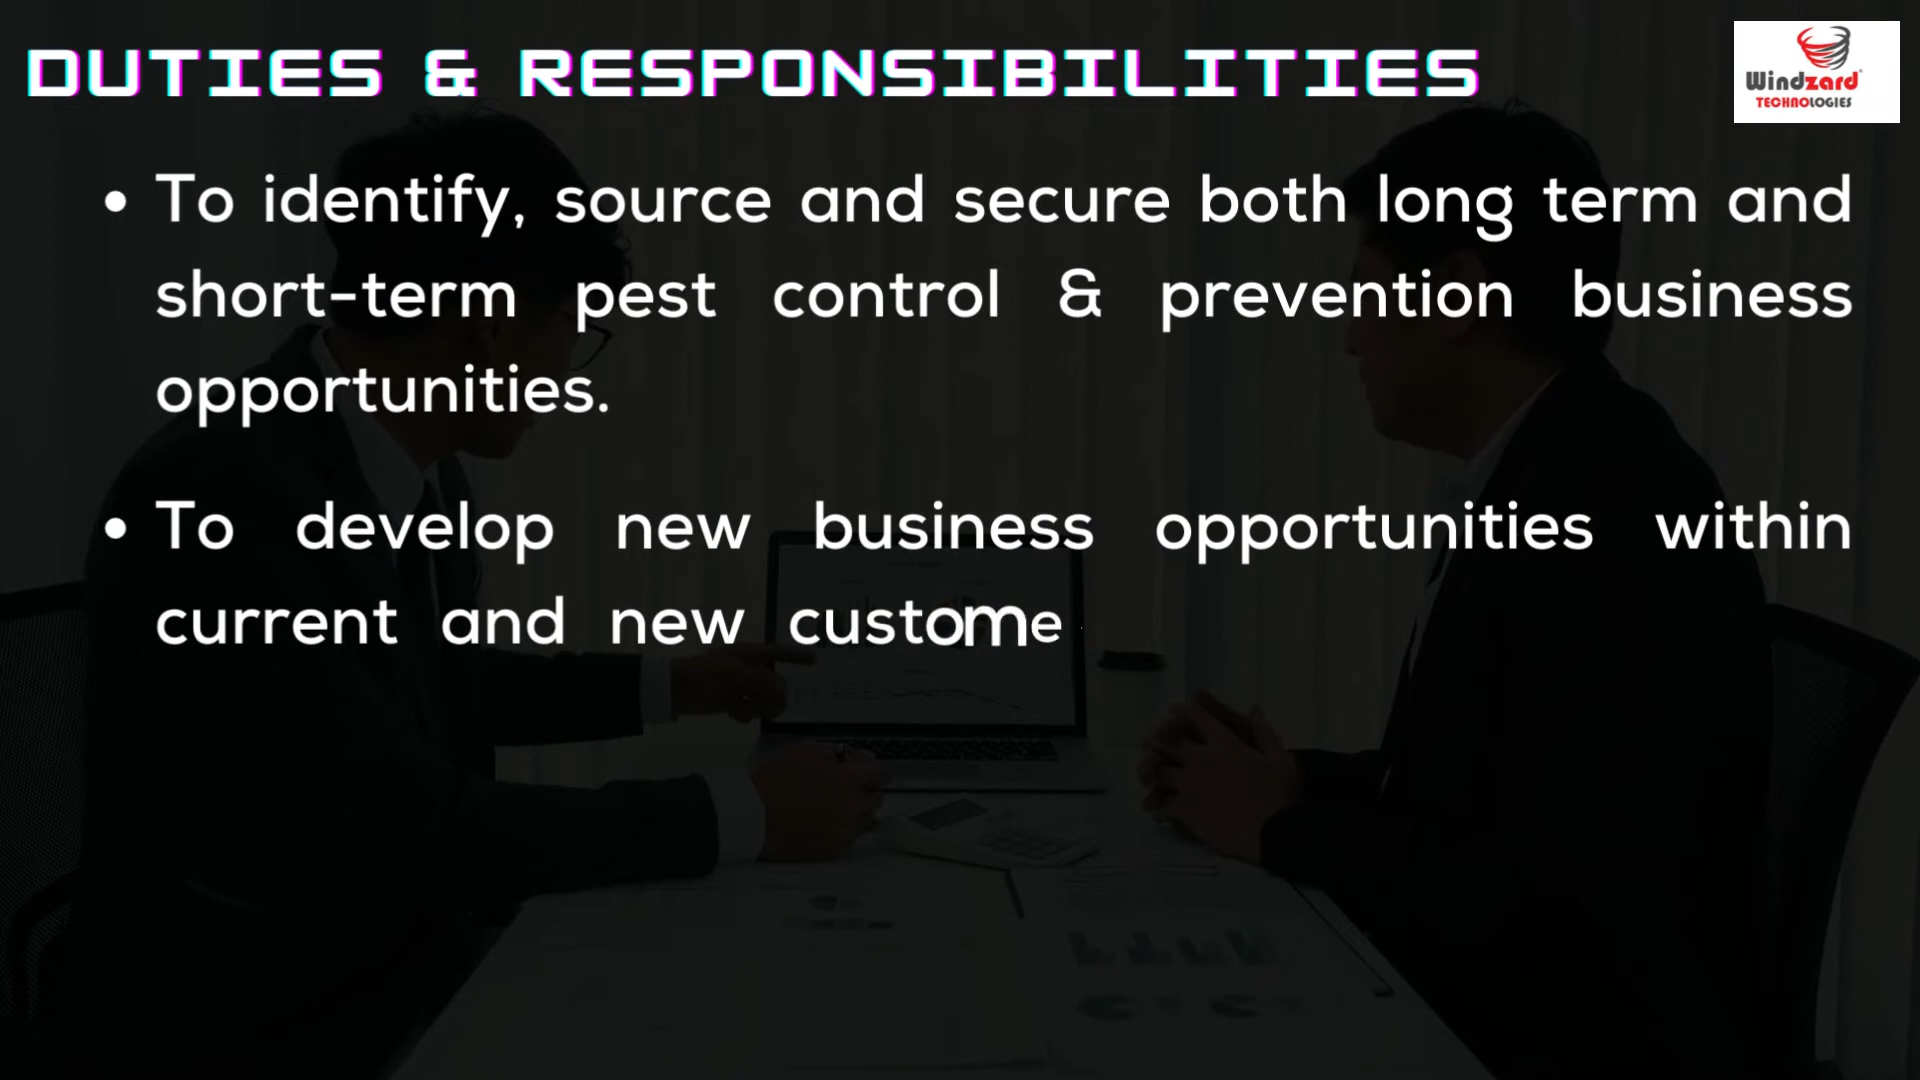 DUTIES & RESPONSIBILITIES
Windzard
TECHNOLOGIES
• To identify, source and secure both long term and
short-term pest control & prevention business
opportunities.
• To develop new business opportunities within
current and new custome